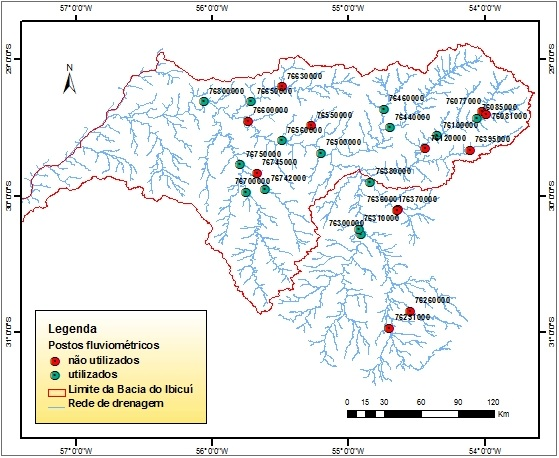 57°0'0"W 56°0'0"W 55°0'0"W 54°0'0"W
29°0'0"S
30°0'0"S
31°0'0"S
N
76630000
76800000
76650000
76600000
76550000
76560000
76500000
76460000
76440000
76077000
76085000
76081000
76100000
76120000
76395000
76750000
76745000
76742000
76700000
76380000
76360001
76370000
76310000
76300000
76260000
76251000
Legenda
Postos fluviométricos
não utilizados
utilizados
Limite da Bacia do Ibicuí
Rede de drenagem
0 15 30 60 90 120
Km
29°0'0"S
30°0'0"S
31°0'0"S
57°0'0"W 56°0'0"W 55°0'0"W 54°0'0"W